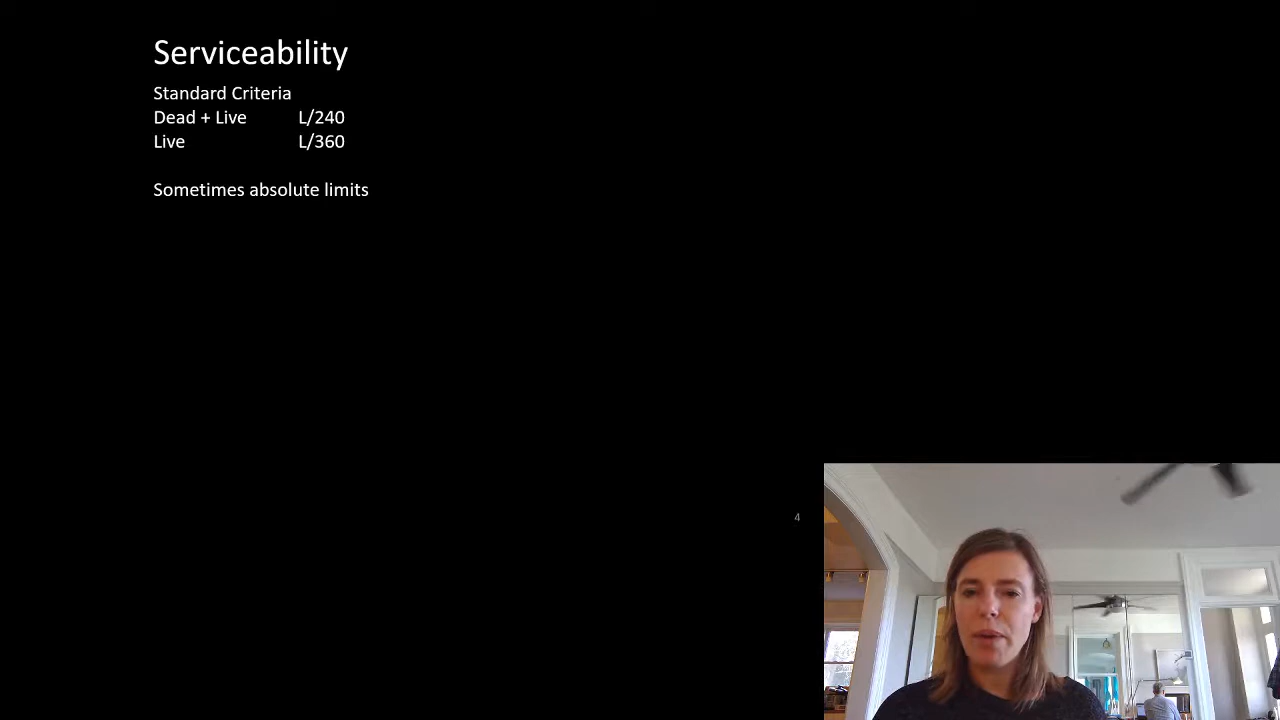 Serviceability
Standard Criteria
Dead + Live L/240
Live L/360
Sometimes absolute limits
4